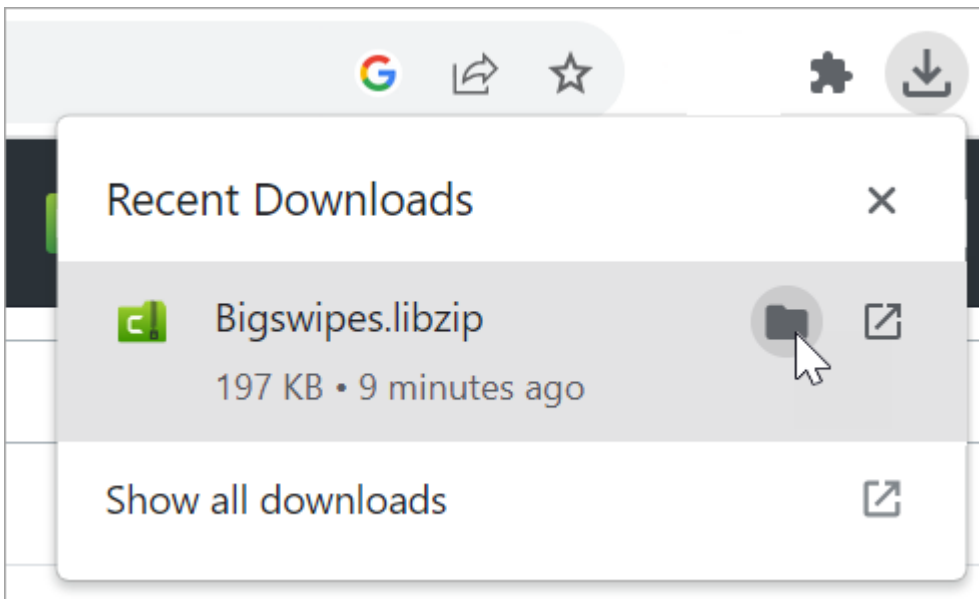 Recent Downloads
Bigswipes.libzip
197 KB • 9 minutes ago
Show all downloads